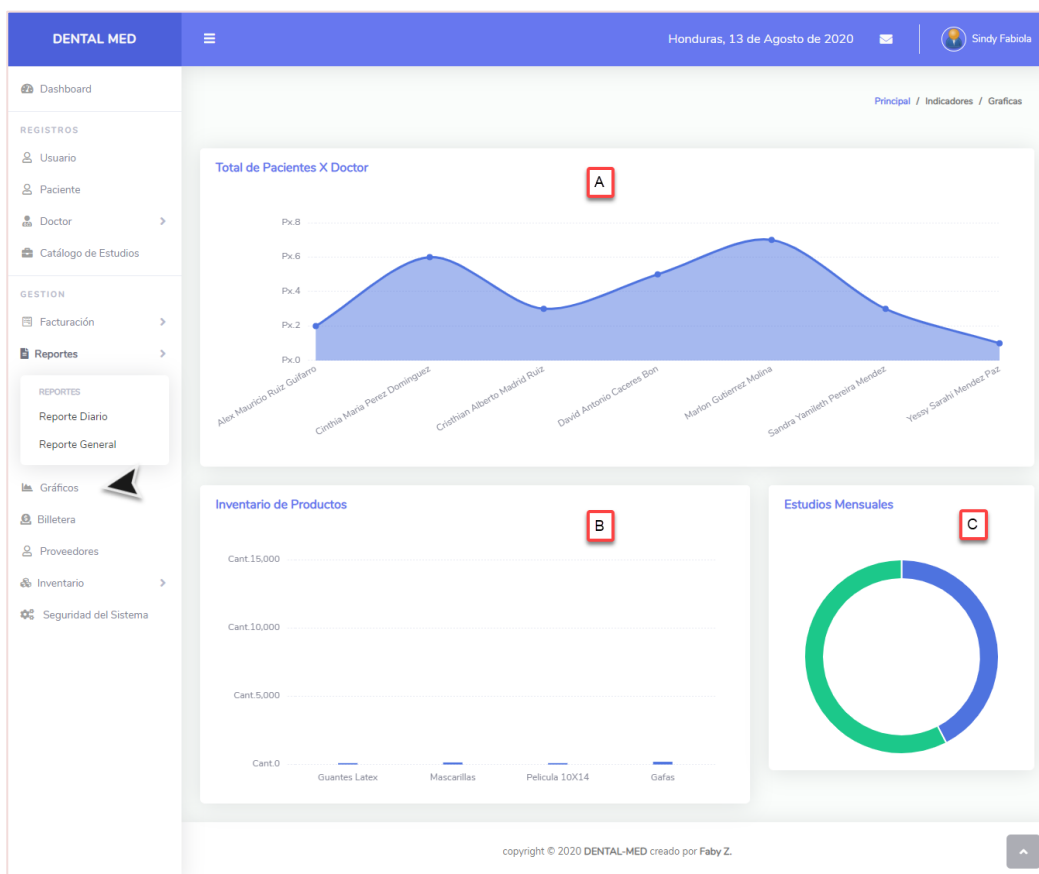 DENTAL MED
Honduras, 13 de Agosto de 2020
Sindy Fabiola
Dashboard
REGISTROS
Usuario
Paciente
Doctor
Catálogo de Estudios
GESTION
Facturación
Reportes
REPORTES
Reporte Diario
Reporte General
Gráficos
Billetera
Proveedores
Inventario
Seguridad del Sistema
Principal / Indicadores / Graficas
Total de Pacientes X Doctor
A
Px.8
Px.6
Px.4
Px.2
Px.0
Alex Mauricio Ruiz Guifarro
Cinthia Maria Perez Dominguez
Cristhian Alberto Madrid Ruiz
David Antonio Caceres Bon
Marlon Gutierrez Molina
Sandra Yamileth Pereira Mendez
Yessy Sarahi Mendez Paz
Inventario de Productos
B
Cant.15,000
Cant.10,000
Cant.5,000
Cant.0
Guantes Latex
Mascarillas
Pelicula 10X14
Gafas
Estudios Mensuales
C
copyright © 2020 DENTAL-MED creado por Faby Z.